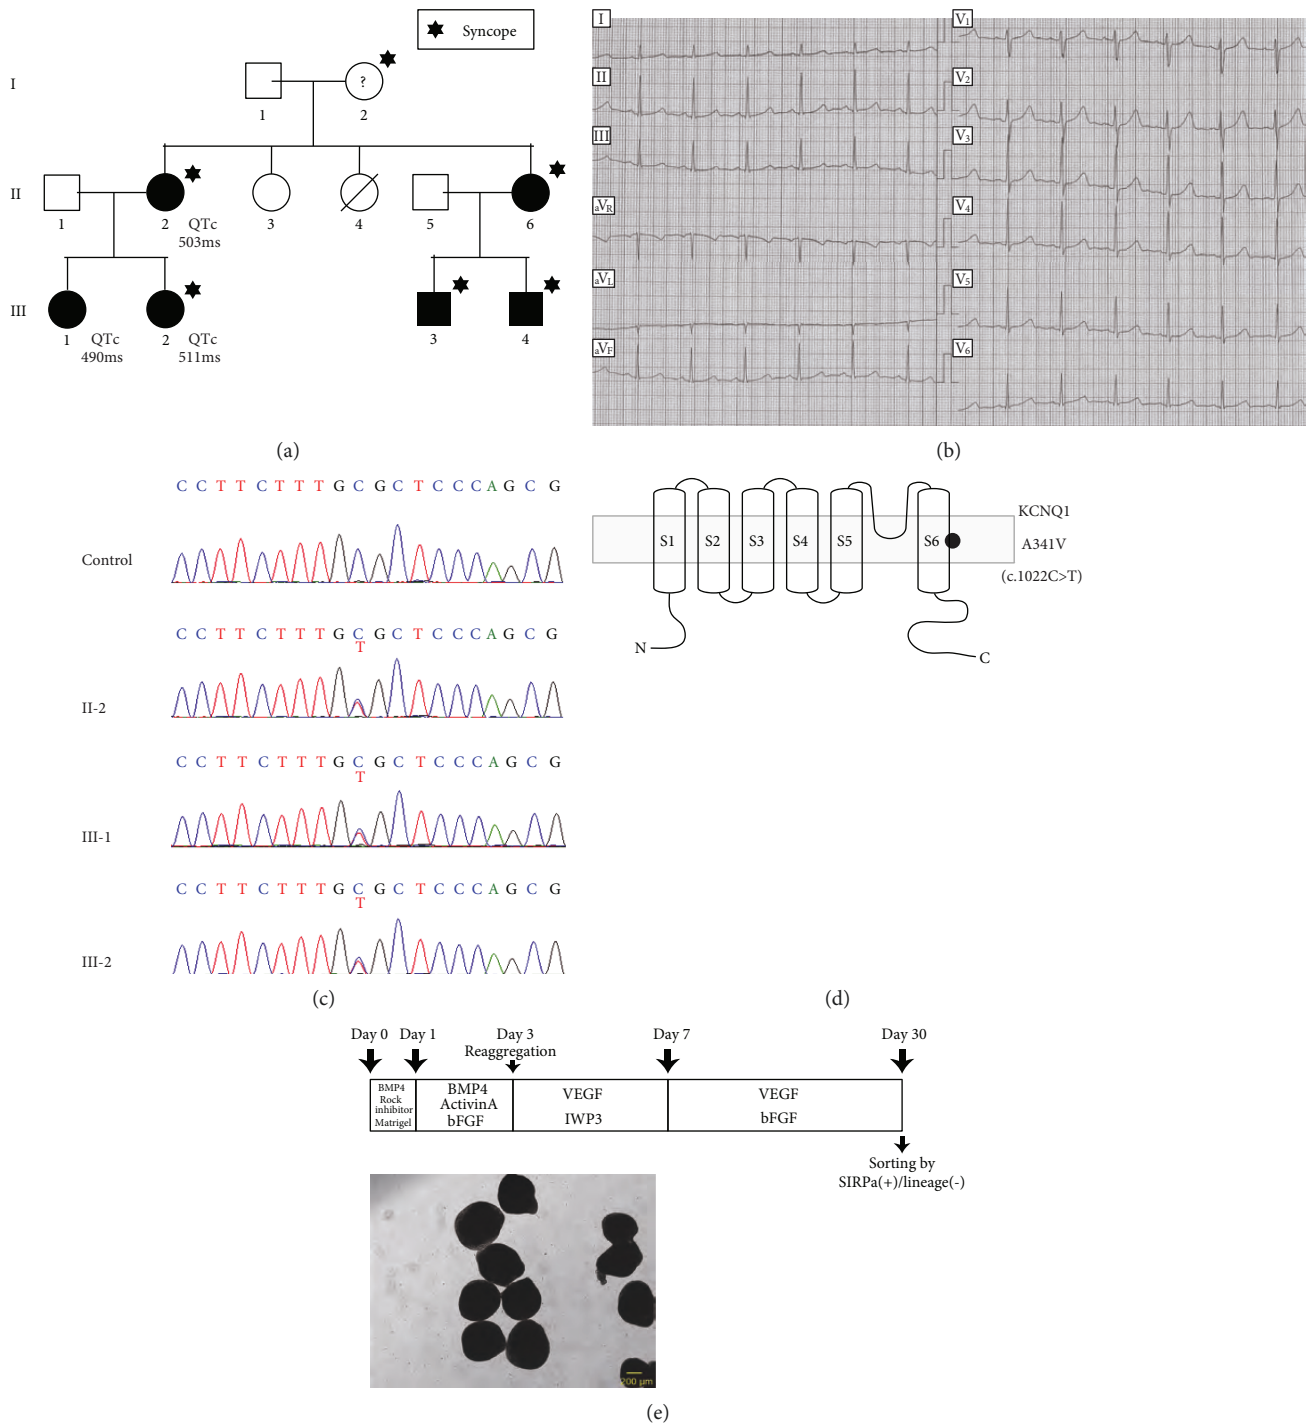 Syncope
I
?
1
2
II
1
2
QTc
503ms
3
4
5
6
III
1
QTc
490ms
2
QTc
511ms
3
4
(a)
I
II
III
aVR
aVL
aVF
V1
V2
V3
V4
V5
V6
(b)
C C T T C T T T G C G C T C C C A G C G
Control
C C T T C T T T G C G C T C C C A G C G
T
II-2
C C T T C T T T G C G C T C C C A G C G
T
III-1
C C T T C T T T G C G C T C C C A G C G
T
III-2
(c)
S1 S2 S3 S4 S5 S6
KCNQ1
A341V
(c.1022C>T)
N
C
(d)
Day 0 Day 1 Day 3 Day 7 Day 30
Reaggregation
BMP4
Rock
inhibitor
Matrigel
BMP4
ActivinA
bFGF
VEGF
IWP3
VEGF
bFGF
Sorting by
SIRPa(+)/lineage(-)
200 μm
(e)